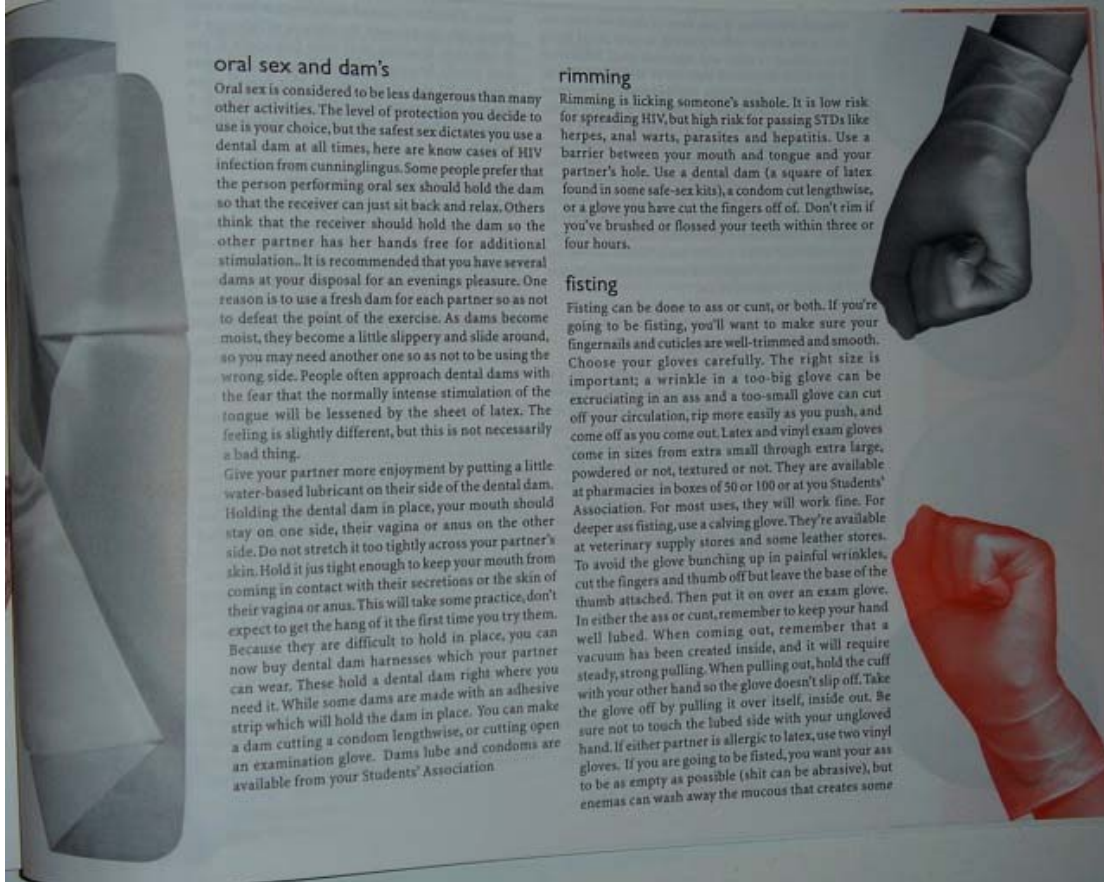 oral sex and dam's
Oral sex is considered to be less dangerous than many
other activities. The level of protection you decide to
use is your choice, but the safest sex dictates you use a
dental dam at all times, here are know cases of HIV
infection from cunninglingus. Some people prefer that
the person performing oral sex should hold the dam
so that the receiver can just sit back and relax. Others
think that the receiver should hold the dam so the
other partner has her hands free for additional
stimulation.. It is recommended that you have several
dams at your disposal for an evenings pleasure. One
reason is to use a fresh dam for each partner so as not
to defeat the point of the exercise. As dams become
moist, they become a little slippery and slide around,
so you may need another one so as not to be using the
wrong side. People often approach dental dams with
the fear that the normally intense stimulation of the
tongue will be lessened by the sheet of latex. The
feeling is slightly different, but this is not necessarily
a bad thing.
Give your partner more enjoyment by putting a little
water-based lubricant on their side of the dental dam.
Holding the dental dam in place, your mouth should
stay on one side, their vagina or anus on the other
side. Do not stretch it too tightly across your partner's
skin. Hold it jus tight enough to keep your mouth from
coming in contact with their secretions or the skin of
their vagina or anus. This will take some practice, don't
expect to get the hang of it the first time you try them.
Because they are difficult to hold in place, you can
now buy dental dam harnesses which your partner
can wear. These hold a dental dam right where you
need it. While some dams are made with an adhesive
strip which will hold the dam in place. You can make
a dam cutting a condom lengthwise, or cutting open
an examination glove. Dams lube and condoms are
available from your Students' Association
rimming
Rimming is licking someone's asshole. It is low risk
for spreading HIV, but high risk for passing STDs like
herpes, anal warts, parasites and hepatitis. Use a
barrier between your mouth and tongue and your
partner's hole. Use a dental dam (a square of latex
found in some safe-sex kits), a condom cut lengthwise,
or a glove you have cut the fingers off of. Don't rim if
you've brushed or flossed your teeth within three or
four hours.
fisting
Fisting can be done to ass or cunt, or both. If you're
going to be fisting, you'll want to make sure your
fingernails and cuticles are well-trimmed and smooth.
Choose your gloves carefully. The right size is
important; a wrinkle in a too-big glove can be
excruciating in an ass and a too-small glove can cut
off your circulation, rip more easily as you push, and
come off as you come out. Latex and vinyl exam gloves
come in sizes from extra small through extra large,
powdered or not, textured or not. They are available
at pharmacies in boxes of 50 or 100 or at you Students'
Association. For most uses, they will work fine. For
deeper ass fisting, use a calving glove. They're available
at veterinary supply stores and some leather stores.
To avoid the glove bunching up in painful wrinkles,
cut the fingers and thumb off but leave the base of the
thumb attached. Then put it on over an exam glove.
In either the ass or cunt, remember to keep your hand
well lubed. When coming out, remember that a
vacuum has been created inside, and it will require
steady, strong pulling. When pulling out, hold the cuff
with your other hand so the glove doesn't slip off. Take
the glove off by pulling it over itself, inside out. Be
sure not to touch the lubed side with your ungloved
hand. If either partner is allergic to latex, use two vinyl
gloves. If you are going to be fisted, you want your ass
to be as empty as possible (shit can be abrasive), but
enemas can wash away the mucous that creates some